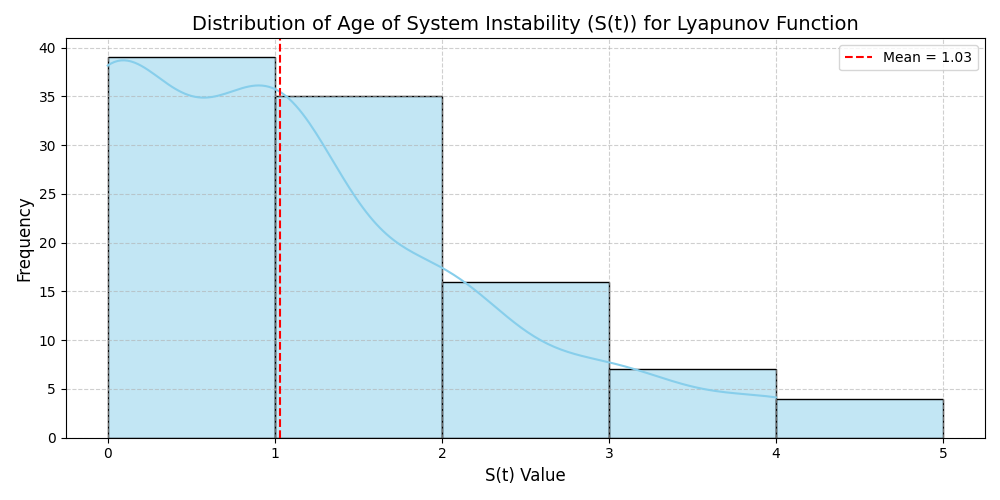 Distribution of Age of System Instability (S(t)) for Lyapunov Function
Mean = 1.03
Frequency
40
35
30
25
20
15
10
5
0
0 1 2 3 4 5
S(t) Value